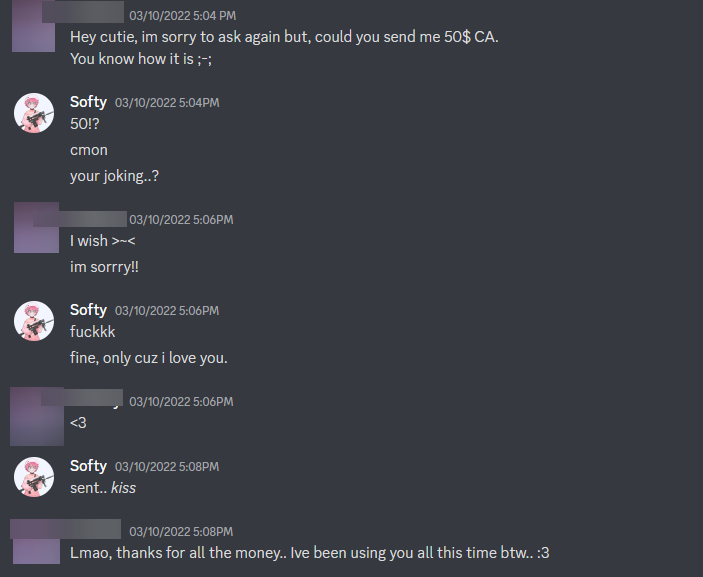 03/10/2022 5:04 PM
Hey cutie, im sorry to ask again but, could you send me 50$ CA.
You know how it is ;-;
Softy 03/10/2022 5:04PM
50!?
cmon
your joking..?
03/10/2022 5:06PM
I wish >~<
im sorrry!!
Softy 03/10/2022 5:06PM
fuckkk
fine, only cuz i love you.
03/10/2022 5:06PM
<3
Softy 03/10/2022 5:08PM
sent.. kiss
03/10/2022 5:08PM
Lmao, thanks for all the money.. Ive been using you all this time btw.. :3